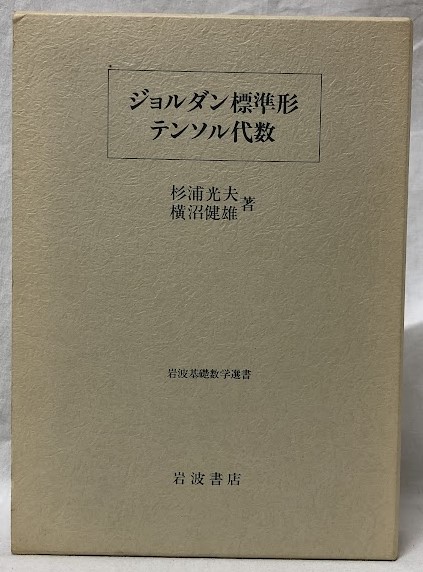 ジョルダン標準形
テンソル代数
杉浦光夫
横沼健雄 著
岩波基礎数学選書
岩波書店